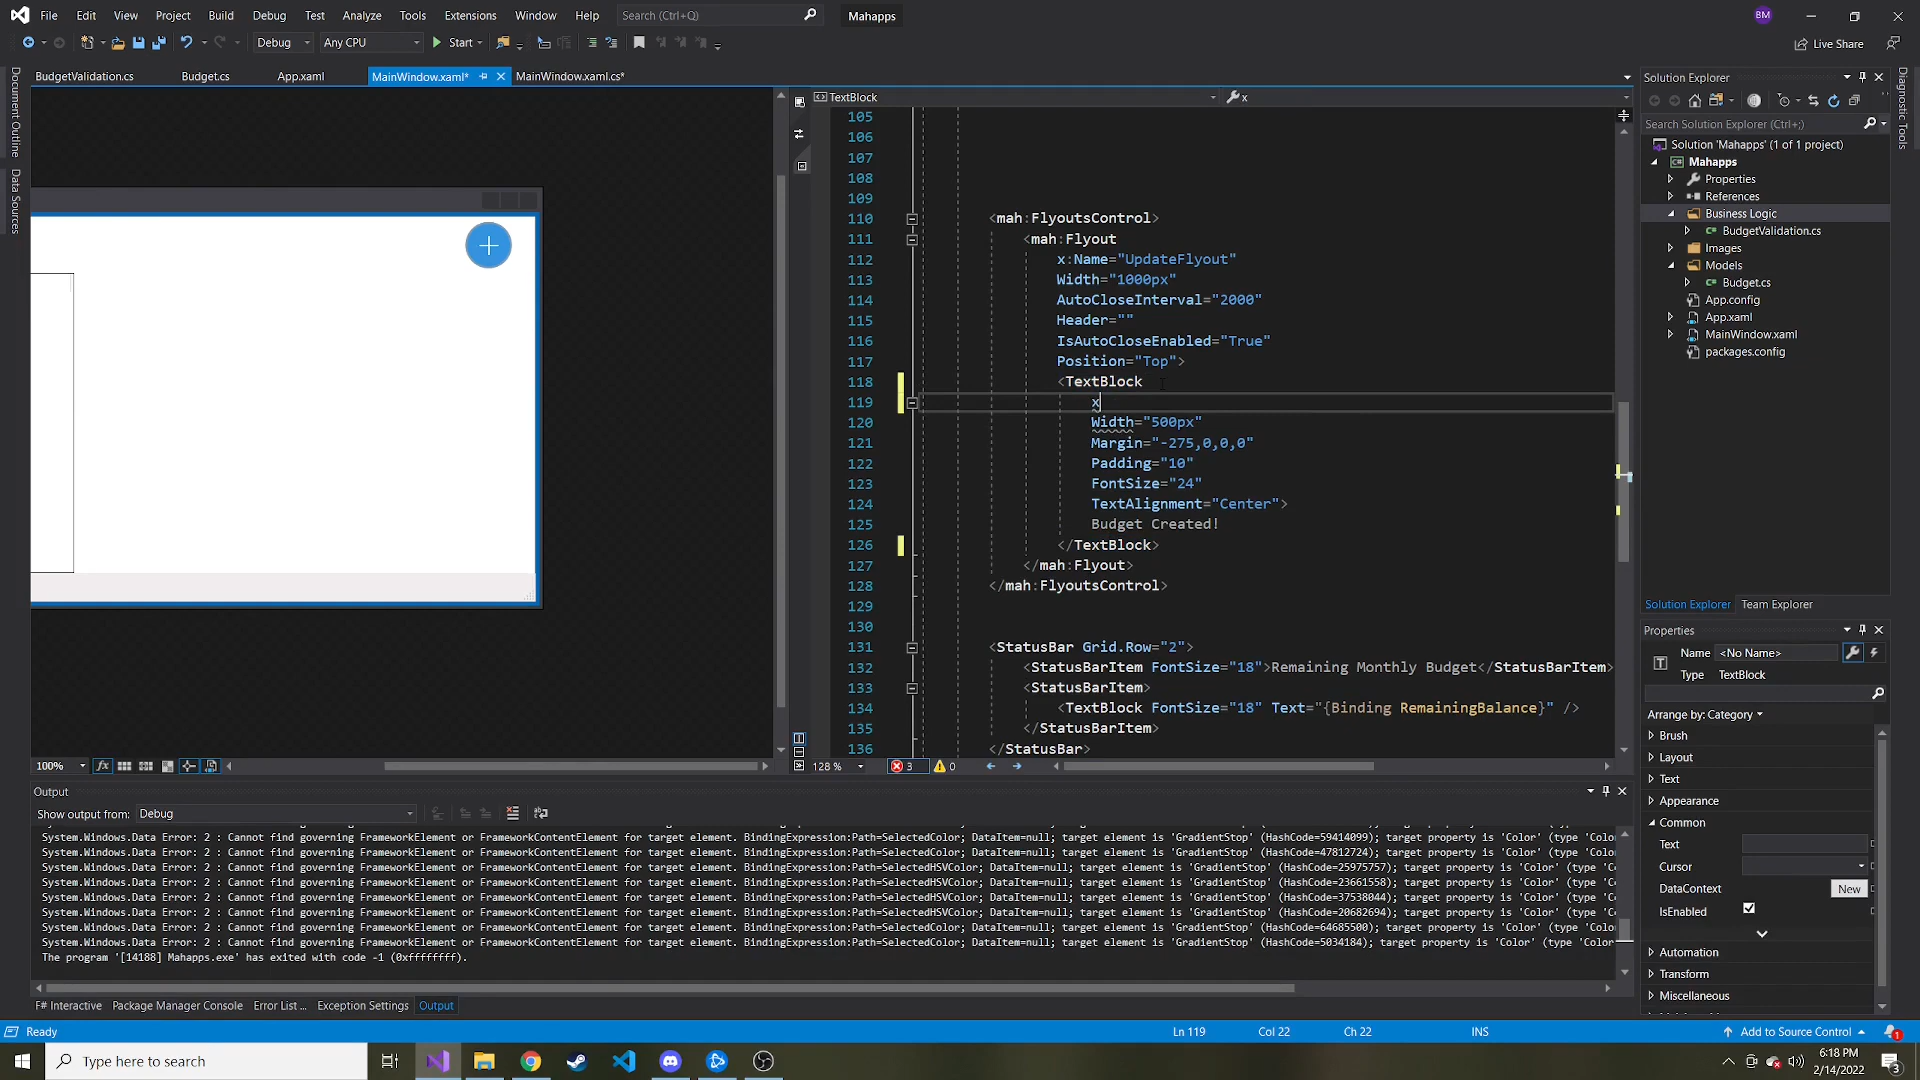 File Edit View Project Build Debug Test Analyze Tools Extensions Window Help Search (Ctrl+Q) Mahapps BM
Debug Any CPU Start Live Share
BudgetValidation.cs Budget.cs App.xaml MainWindow.xaml* MainWindow.xaml.cs*
Document Outline
Data Sources
TextBlock x
105
106
107
108
109
110 <mah:FlyoutsControl>
111 <mah:Flyout
112 x:Name="UpdateFlyout"
113 Width="1000px"
114 AutoCloseInterval="2000"
115 Header=""
116 IsAutoCloseEnabled="True"
117 Position="Top">
118 <TextBlock
119 x
120 Width="500px"
121 Margin="-275,0,0,0"
122 Padding="10"
123 FontSize="24"
124 TextAlignment="Center">
125 Budget Created!
126 </TextBlock>
127 </mah:Flyout>
128 </mah:FlyoutsControl>
129
130
131 <StatusBar Grid.Row="2">
132 <StatusBarItem FontSize="18">Remaining Monthly Budget</StatusBarItem>
133 <StatusBarItem>
134 <TextBlock FontSize="18" Text="{Binding RemainingBalance}" />
135 </StatusBarItem>
136 </StatusBar>
100% fx 128 % 3 0
Solution Explorer
Search Solution Explorer (Ctrl+;)
Solution 'Mahapps' (1 of 1 project)
Mahapps
Properties
References
Business Logic
BudgetValidation.cs
Images
Models
Budget.cs
App.config
App.xaml
MainWindow.xaml
packages.config
Solution Explorer Team Explorer
Diagnostic Tools
Properties
Name <No Name>
Type TextBlock
Arrange by: Category
Brush
Layout
Text
Appearance
Common
Text
Cursor
DataContext New
IsEnabled
Automation
Transform
Miscellaneous
Output
Show output from: Debug
System.Windows.Data Error: 2 : Cannot find governing FrameworkElement or FrameworkContentElement for target element. BindingExpression:Path=SelectedColor; DataItem=null; target element is 'GradientStop' (HashCode=59414099); target property is 'Color' (type 'Colo
System.Windows.Data Error: 2 : Cannot find governing FrameworkElement or FrameworkContentElement for target element. BindingExpression:Path=SelectedColor; DataItem=null; target element is 'GradientStop' (HashCode=47812724); target property is 'Color' (type 'Colo
System.Windows.Data Error: 2 : Cannot find governing FrameworkElement or FrameworkContentElement for target element. BindingExpression:Path=SelectedHSVColor; DataItem=null; target element is 'GradientStop' (HashCode=25975757); target property is 'Color' (type 'C
System.Windows.Data Error: 2 : Cannot find governing FrameworkElement or FrameworkContentElement for target element. BindingExpression:Path=SelectedHSVColor; DataItem=null; target element is 'GradientStop' (HashCode=23661558); target property is 'Color' (type 'C
System.Windows.Data Error: 2 : Cannot find governing FrameworkElement or FrameworkContentElement for target element. BindingExpression:Path=SelectedHSVColor; DataItem=null; target element is 'GradientStop' (HashCode=37538044); target property is 'Color' (type 'C
System.Windows.Data Error: 2 : Cannot find governing FrameworkElement or FrameworkContentElement for target element. BindingExpression:Path=SelectedHSVColor; DataItem=null; target element is 'GradientStop' (HashCode=20682694); target property is 'Color' (type 'C
System.Windows.Data Error: 2 : Cannot find governing FrameworkElement or FrameworkContentElement for target element. BindingExpression:Path=SelectedColor; DataItem=null; target element is 'GradientStop' (HashCode=64685500); target property is 'Color' (type 'Colo
System.Windows.Data Error: 2 : Cannot find governing FrameworkElement or FrameworkContentElement for target element. BindingExpression:Path=SelectedColor; DataItem=null; target element is 'GradientStop' (HashCode=5034184); target property is 'Color' (type 'Color
The program '[14188] Mahapps.exe' has exited with code -1 (0xffffffff).
F# Interactive Package Manager Console Error List ... Exception Settings Output
Ready Ln 119 Col 22 Ch 22 INS Add to Source Control 1
Type here to search 6:18 PM
2/14/2022 3